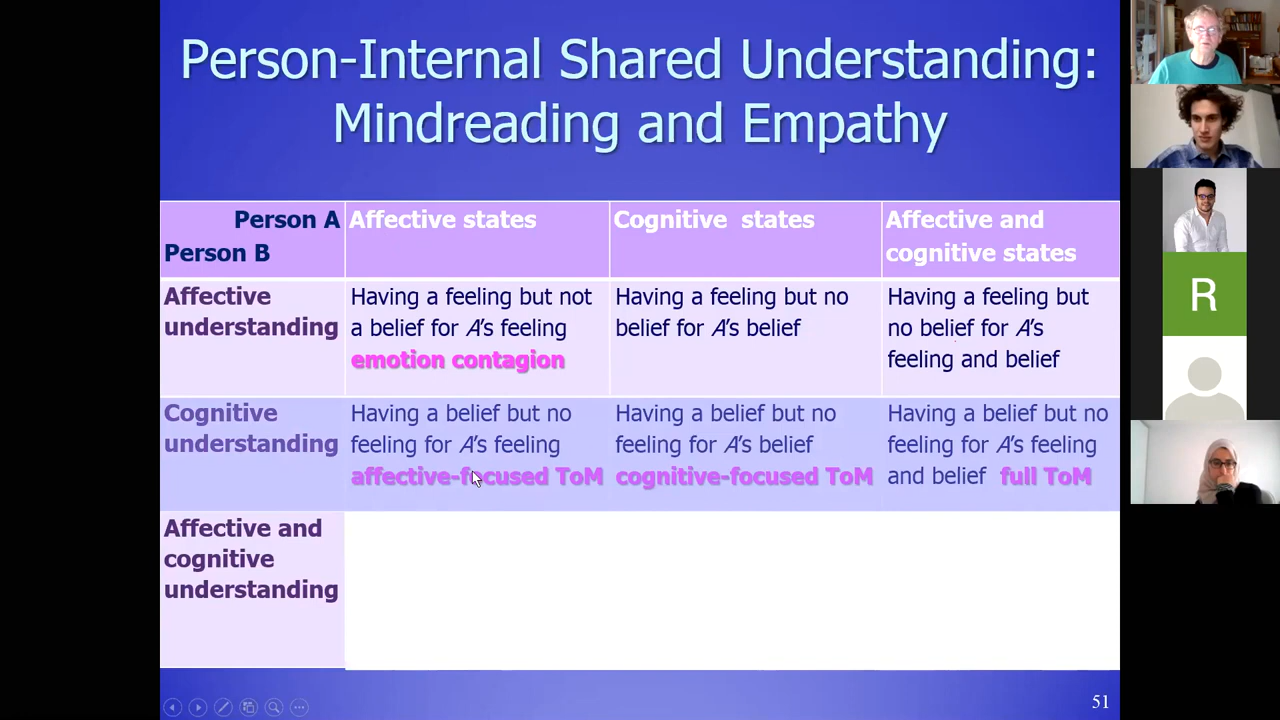 Person-Internal Shared Understanding:
Mindreading and Empathy
Person A
Person B
Affective states
Cognitive states
Affective and
cognitive states
Affective
understanding
Having a feeling but not
a belief for A's feeling
emotion contagion
Having a feeling but no
belief for A's belief
Having a feeling but
no belief for A's
feeling and belief
Cognitive
understanding
Having a belief but no
feeling for A's feeling
affective-focused ToM
Having a belief but no
feeling for A's belief
cognitive-focused ToM
Having a belief but no
feeling for A's feeling
and belief full ToM
Affective and
cognitive
understanding
51
R